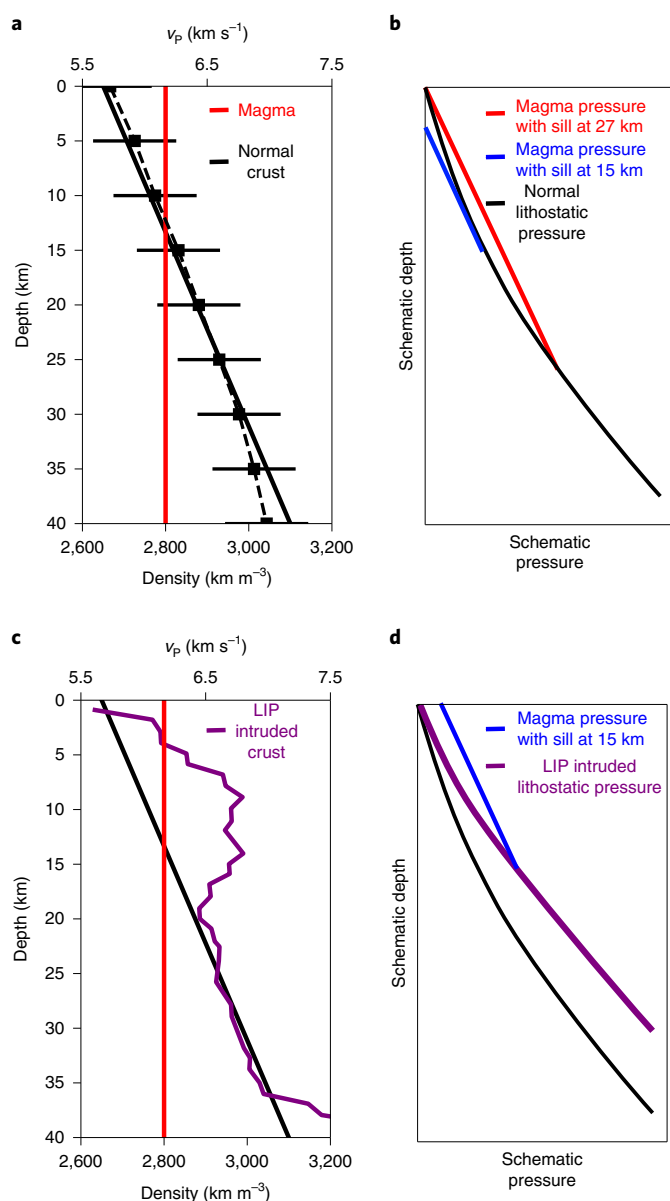 a
v_P (km s⁻¹)
5.5 6.5 7.5
0
5
10
15
20
25
30
35
40
Depth (km)
Magma
Normal
crust
2,600 2,800 3,000 3,200
Density (km m⁻³)
b
Magma pressure
with sill at 27 km
Magma pressure
with sill at 15 km
Normal
lithostatic
pressure
Schematic depth
Schematic
pressure
c
v_P (km s⁻¹)
5.5 6.5 7.5
0
5
10
15
20
25
30
35
40
Depth (km)
LIP
intruded
crust
2,600 2,800 3,000 3,200
Density (km m⁻³)
d
Magma pressure
with sill at 15 km
LIP intruded
lithostatic pressure
Schematic depth
Schematic
pressure